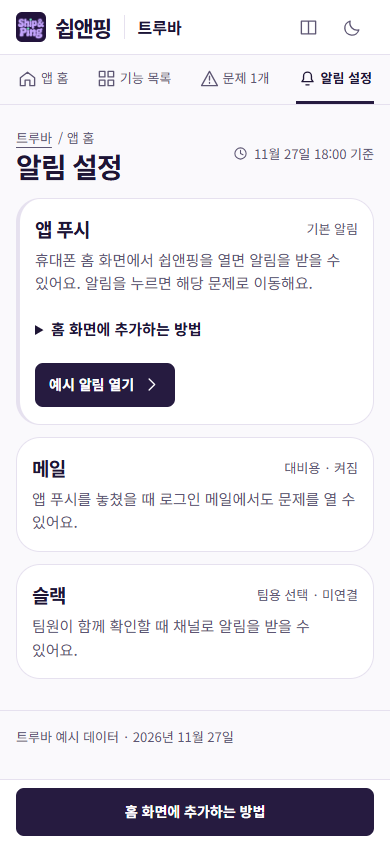 Ship&
Ping
쉽앤핑
트루바
앱 홈
기능 목록
문제 1개
알림 설정
트루바 / 앱 홈
알림 설정
11월 27일 18:00 기준
앱 푸시
기본 알림
휴대폰 홈 화면에서 쉽앤핑을 열면 알림을 받을 수
있어요. 알림을 누르면 해당 문제로 이동해요.
홈 화면에 추가하는 방법
예시 알림 열기
메일
대비용 · 켜짐
앱 푸시를 놓쳤을 때 로그인 메일에서도 문제를 열 수
있어요.
슬랙
팀용 선택 · 미연결
팀원이 함께 확인할 때 채널로 알림을 받을 수
있어요.
트루바 예시 데이터 · 2026년 11월 27일
홈 화면에 추가하는 방법